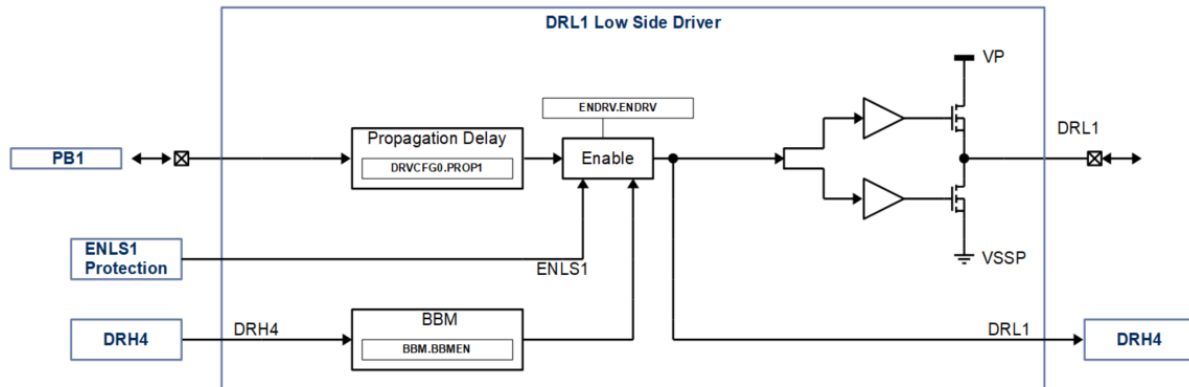 DRL1 Low Side Driver
VP
ENDRV.ENDRV
DRL1
Propagation Delay
PB1
Enable
DRVCFG0.PROP1
ENLS1
Protection
ENLS1
VSSP
BBM
DRH4
DRH4
DRL1
DRH4
BBM.BBMEN